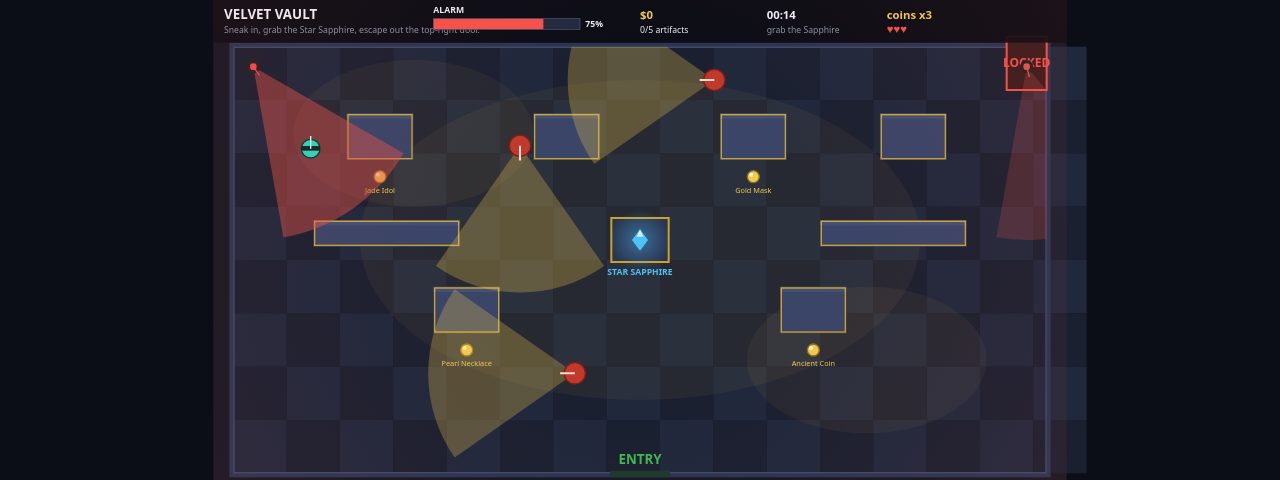 VELVET VAULT
Sneak in, grab the Star Sapphire, escape out the top-right door.
ALARM
75%
$0
0/5 artifacts
00:14
grab the Sapphire
coins x3
♥♥♥
LOCKED
Jade Idol
Gold Mask
STAR SAPPHIRE
Pearl Necklace
Ancient Coin
ENTRY